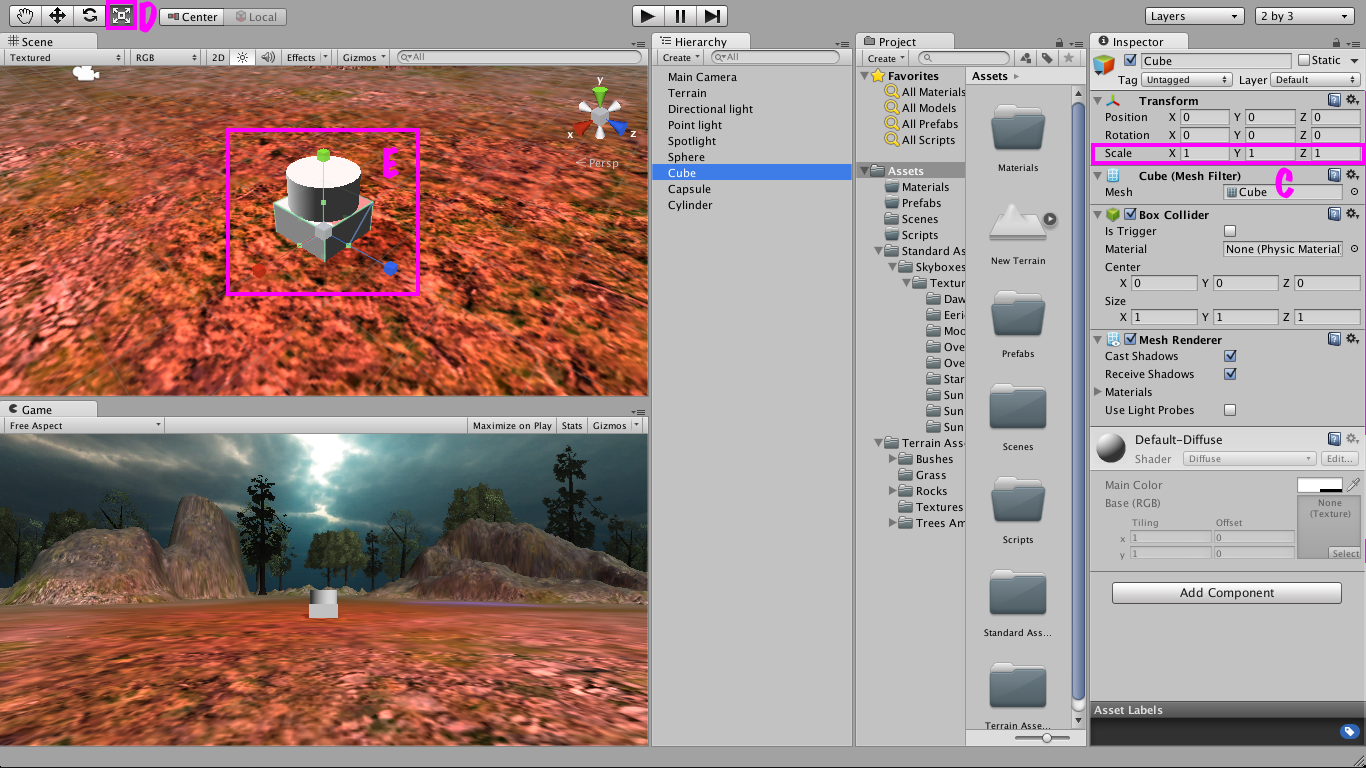 D
Center
Local
Layers
2 by 3
Scene
Textured
RGB
2D
Effects
Gizmos
All
y
x
z
Persp
E
Game
Free Aspect
Maximize on Play
Stats
Gizmos
Hierarchy
Create
All
Main Camera
Terrain
Directional light
Point light
Spotlight
Sphere
Cube
Capsule
Cylinder
Project
Create
Favorites
All Materials
All Models
All Prefabs
All Scripts
Assets
Materials
Prefabs
Scenes
Scripts
Standard As
Skyboxes
Textur
Daw
Eeri
Moo
Ove
Ove
Star
Sun
Sun
Sun
Terrain Ass
Bushes
Grass
Rocks
Textures
Trees Am
Assets
Materials
New Terrain
Prefabs
Scenes
Scripts
Standard Ass...
Terrain Asse...
Inspector
Cube
Static
Tag Untagged Layer Default
Transform
Position X 0 Y 0 Z 0
Rotation X 0 Y 0 Z 0
Scale X 1 Y 1 Z 1
Cube (Mesh Filter)
C
Mesh Cube
Box Collider
Is Trigger
Material None (Physic Material
Center
X 0 Y 0 Z 0
Size
X 1 Y 1 Z 1
Mesh Renderer
Cast Shadows
Receive Shadows
Materials
Use Light Probes
Default-Diffuse
Shader Diffuse Edit...
Main Color
Base (RGB)
None
(Texture)
Tiling Offset
x 1 0
y 1 0
Select
Add Component
Asset Labels